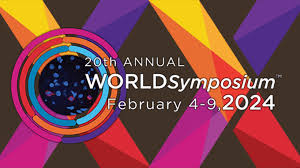 20th ANNUAL
WORLDSymposium™
February 4-9, 2024